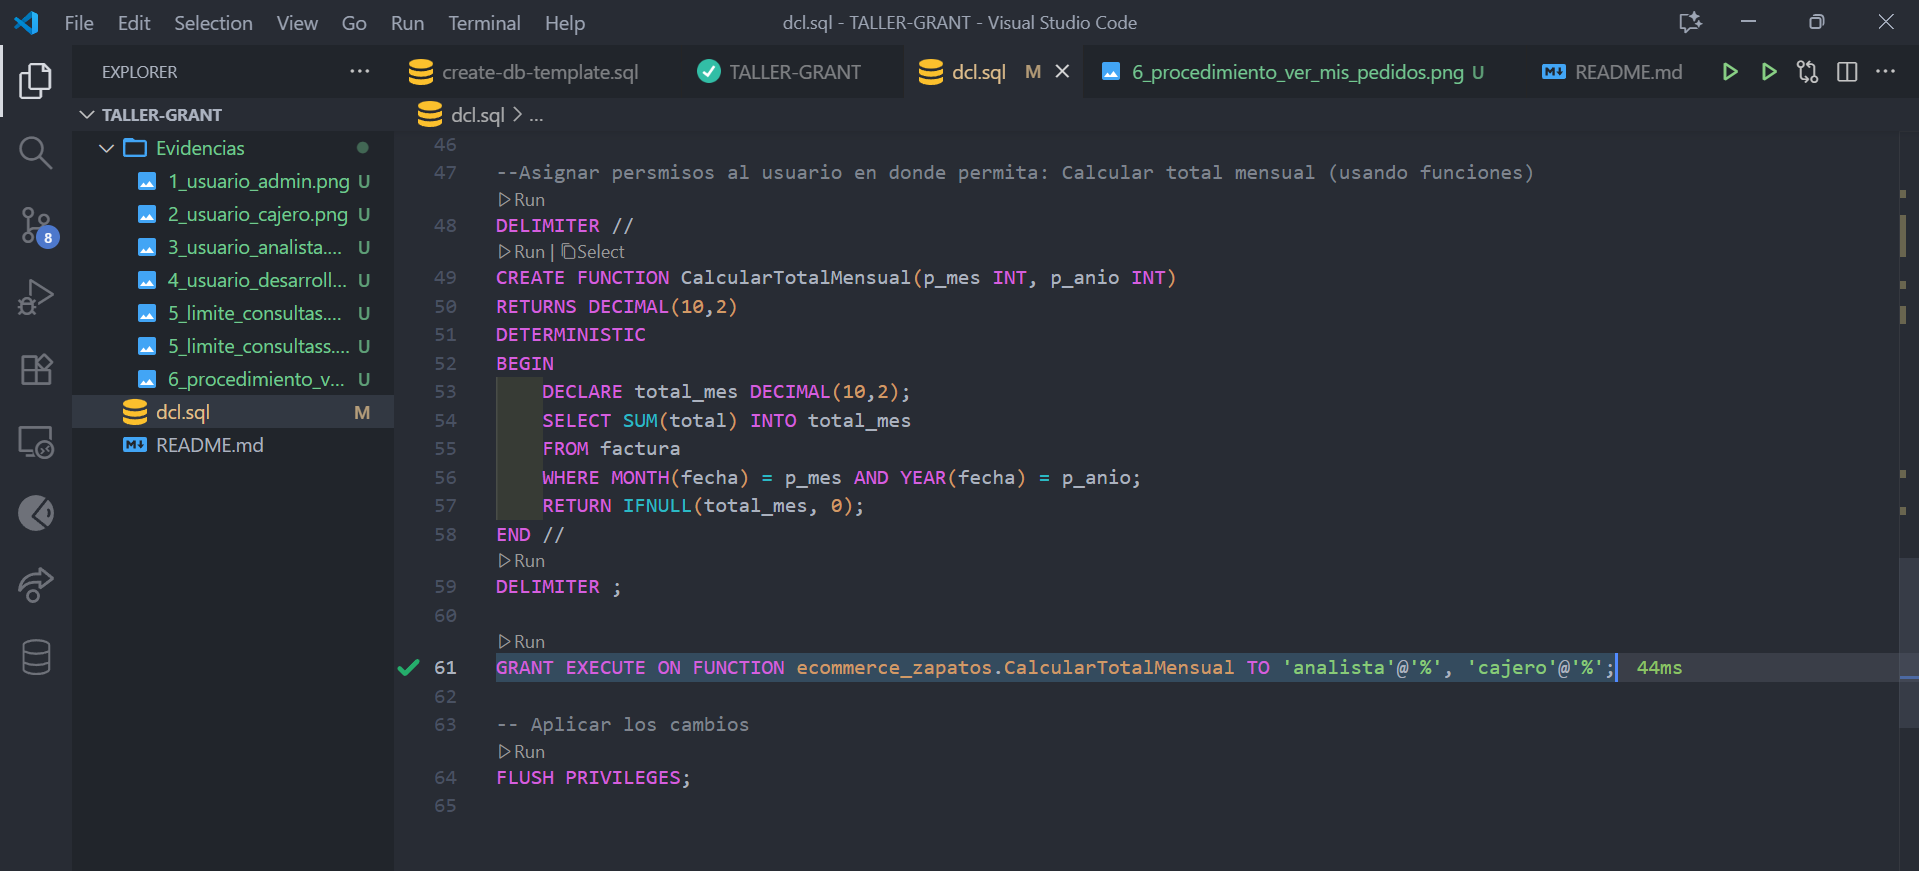 File Edit Selection View Go Run Terminal Help
dcl.sql - TALLER-GRANT - Visual Studio Code
EXPLORER
create-db-template.sql
TALLER-GRANT
dcl.sql M
6_procedimiento_ver_mis_pedidos.png U
README.md
TALLER-GRANT
dcl.sql > ...
Evidencias
1_usuario_admin.png U
2_usuario_cajero.png U
3_usuario_analista.... U
4_usuario_desarroll... U
5_limite_consultas.... U
5_limite_consultass.... U
6_procedimiento_v... U
dcl.sql M
README.md
8
46
47 --Asignar persmisos al usuario en donde permita: Calcular total mensual (usando funciones)
Run
48 DELIMITER //
Run | Select
49 CREATE FUNCTION CalcularTotalMensual(p_mes INT, p_anio INT)
50 RETURNS DECIMAL(10,2)
51 DETERMINISTIC
52 BEGIN
53 DECLARE total_mes DECIMAL(10,2);
54 SELECT SUM(total) INTO total_mes
55 FROM factura
56 WHERE MONTH(fecha) = p_mes AND YEAR(fecha) = p_anio;
57 RETURN IFNULL(total_mes, 0);
58 END //
Run
59 DELIMITER ;
60
Run
61 GRANT EXECUTE ON FUNCTION ecommerce_zapatos.CalcularTotalMensual TO 'analista'@'%', 'cajero'@'%'; 44ms
62
63 -- Aplicar los cambios
Run
64 FLUSH PRIVILEGES;
65